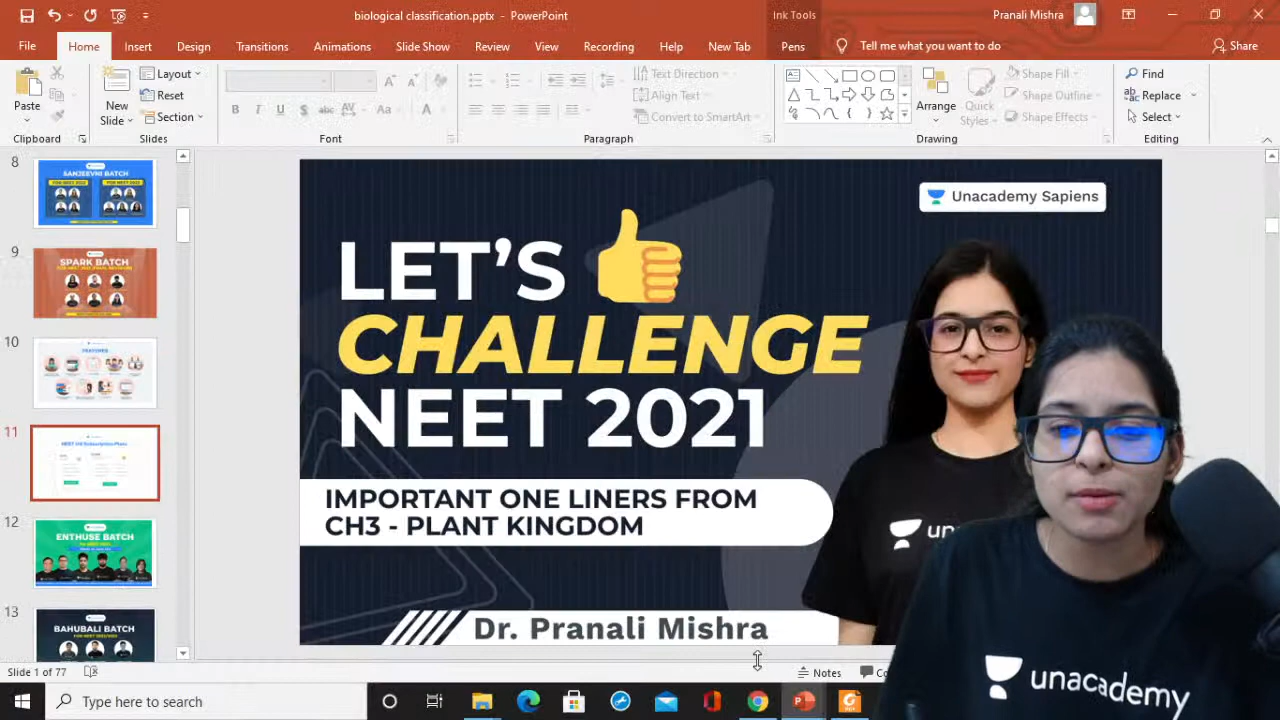 biological classification.pptx - PowerPoint
Ink Tools
Pranali Mishra
File Home Insert Design Transitions Animations Slide Show Review View Recording Help New Tab Pens Tell me what you want to do Share
Paste
New Slide
Layout
Reset
Section
B I U S abc AV Aa A
Text Direction
Align Text
Convert to SmartArt
Arrange
Quick Styles
Shape Fill
Shape Outline
Shape Effects
Find
Replace
Select
Clipboard Slides Font Paragraph Drawing Editing
8
SANJEEVNI BATCH
9
SPARK BATCH
10
FEATURES
11
12
ENTHUSE BATCH
13
BAHUBALI BATCH
Unacademy Sapiens
LET'S
CHALLENGE
NEET 2021
IMPORTANT ONE LINERS FROM
CH3 - PLANT KINGDOM
Dr. Pranali Mishra
unacademy
Slide 1 of 77
Notes
Type here to search